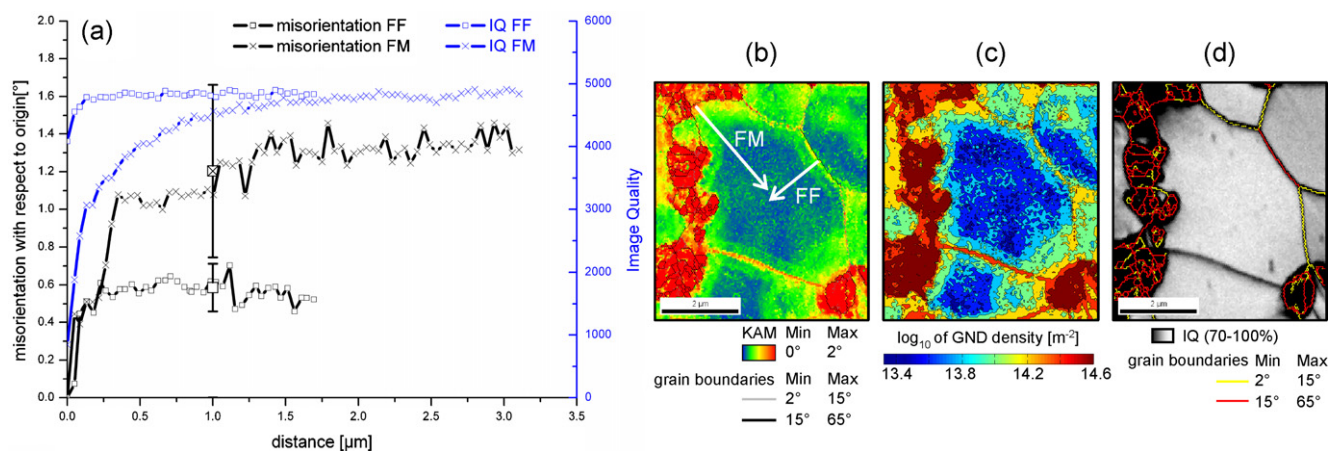 (a)
misorientation FF
misorientation FM
IQ FF
IQ FM
misorientation with respect to origin[°]
2.0
1.8
1.6
1.4
1.2
1.0
0.8
0.6
0.4
0.2
0.0
0.0 0.5 1.0 1.5 2.0 2.5 3.0 3.5
distance [µm]
6000
5000
4000
3000
2000
1000
0
Image Quality
(b)
FM
FF
2 µm
KAM Min Max
0° 2°
grain boundaries Min Max
2° 15°
15° 65°
(c)
log10 of GND density [m-2]
13.4 13.8 14.2 14.6
(d)
2 µm
IQ (70-100%)
grain boundaries Min Max
2° 15°
15° 65°